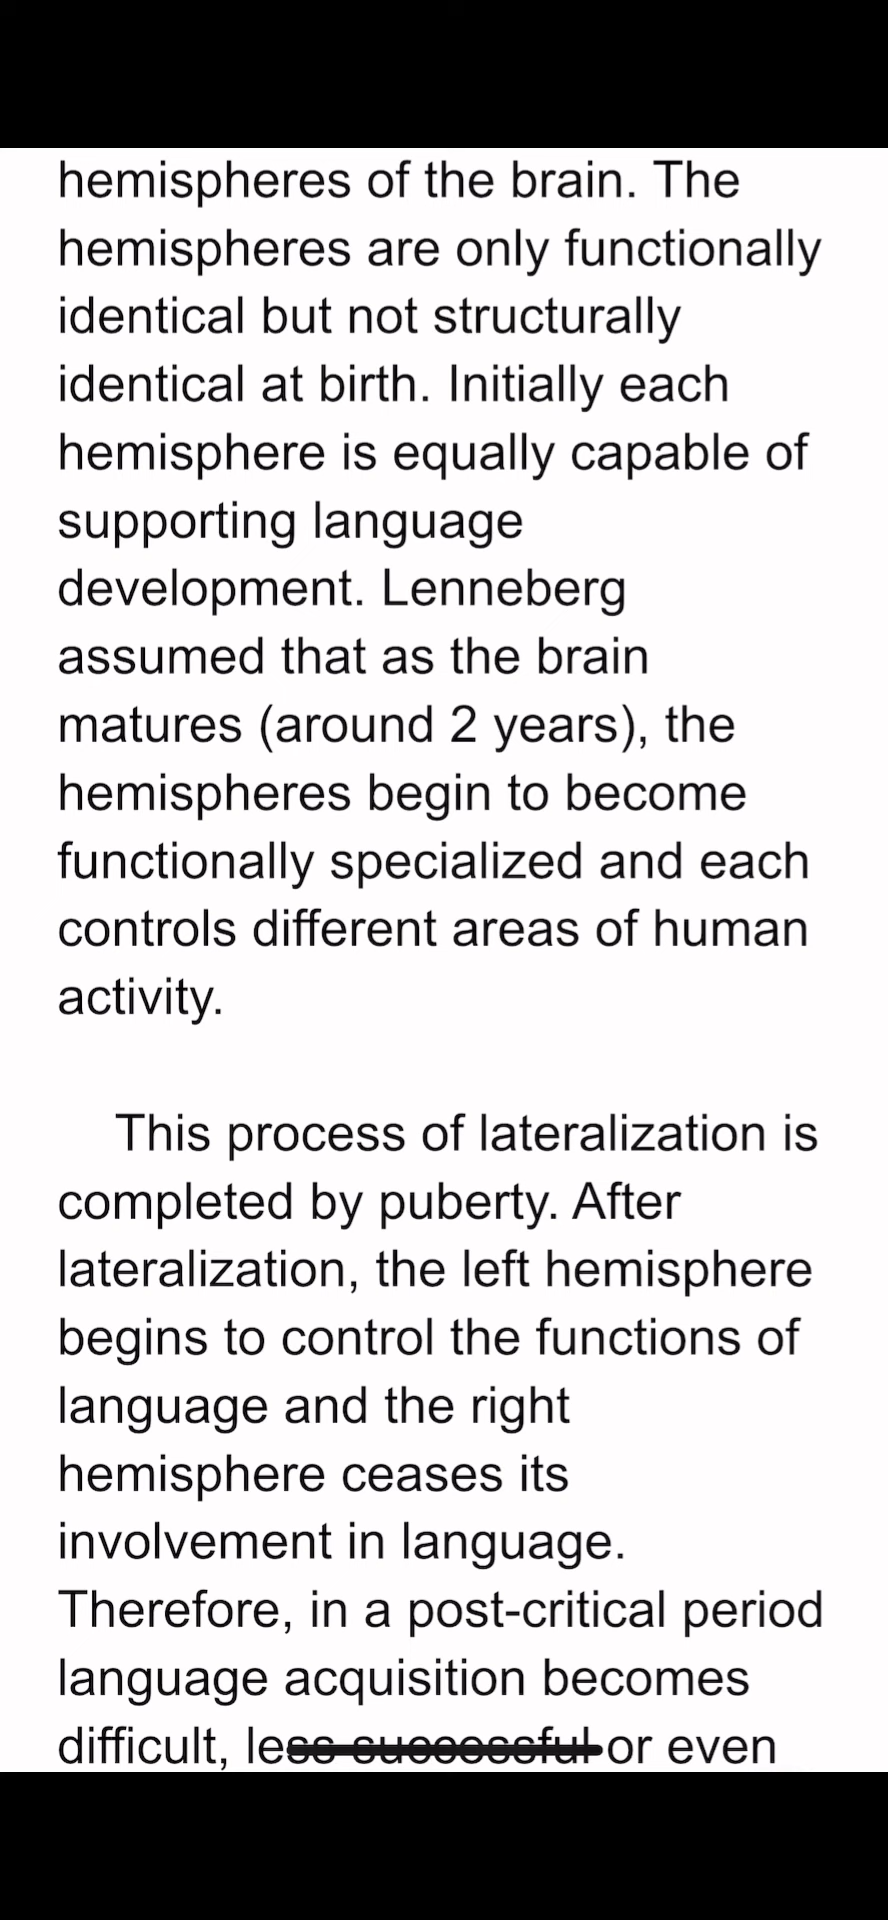 hemispheres of the brain. The
hemispheres are only functionally
identical but not structurally
identical at birth. Initially each
hemisphere is equally capable of
supporting language
development. Lenneberg
assumed that as the brain
matures (around 2 years), the
hemispheres begin to become
functionally specialized and each
controls different areas of human
activity.
This process of lateralization is
completed by puberty. After
lateralization, the left hemisphere
begins to control the functions of
language and the right
hemisphere ceases its
involvement in language.
Therefore, in a post-critical period
language acquisition becomes
difficult, less successful or even